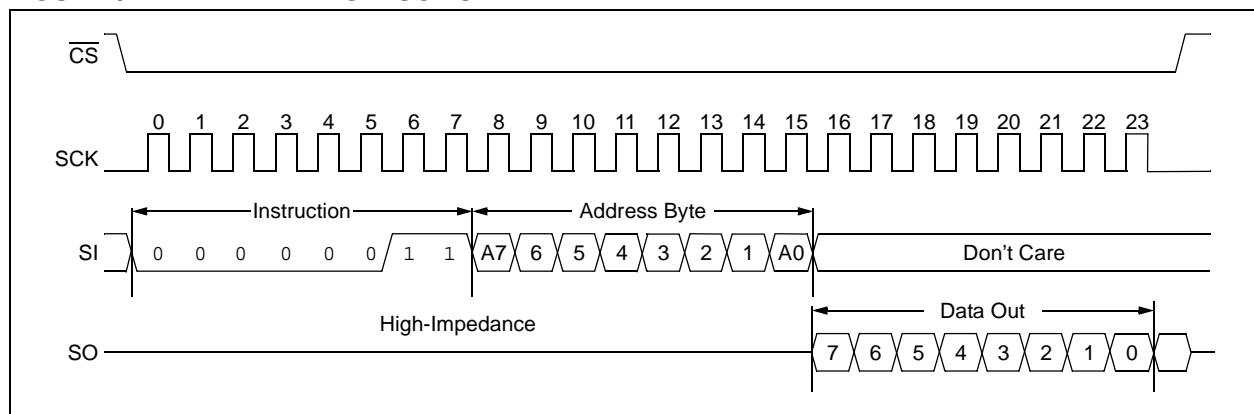 CS
0 1 2 3 4 5 6 7 8 9 10 11 12 13 14 15 16 17 18 19 20 21 22 23
SCK
Instruction Address Byte
SI 0 0 0 0 0 0 1 1 A7 6 5 4 3 2 1 A0 Don't Care
High-Impedance Data Out
SO 7 6 5 4 3 2 1 0